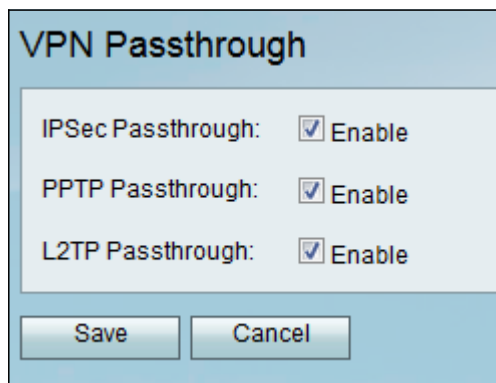 VPN Passthrough
IPSec Passthrough: Enable
PPTP Passthrough: Enable
L2TP Passthrough: Enable
Save Cancel